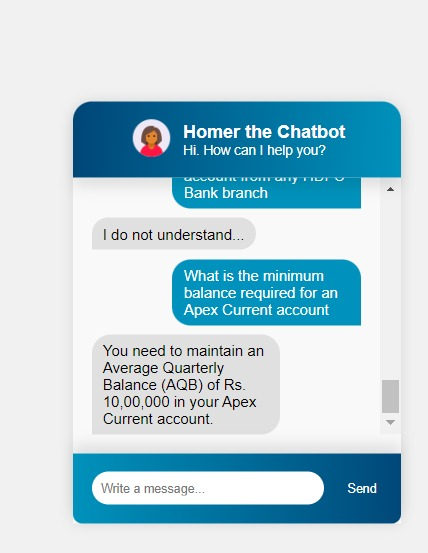 Homer the Chatbot
Hi. How can I help you?
account from any HDFC
Bank branch
I do not understand...
What is the minimum
balance required for an
Apex Current account
You need to maintain an
Average Quarterly
Balance (AQB) of Rs.
10,00,000 in your Apex
Current account.
Write a message...
Send